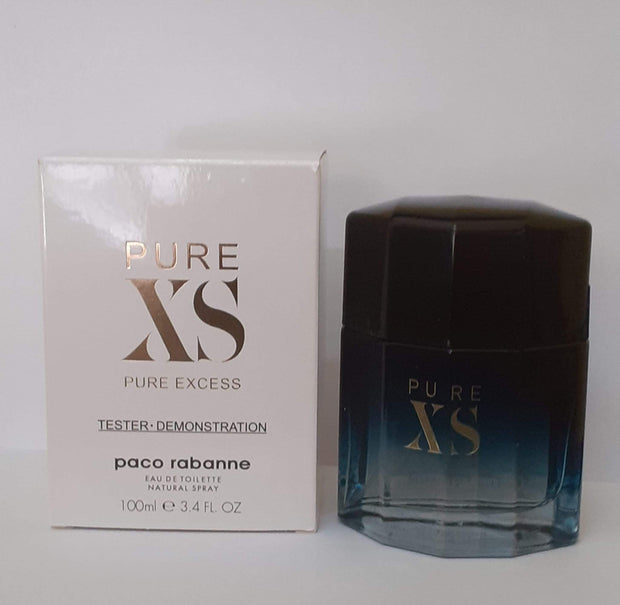 PURE
XS
PURE EXCESS
TESTER·DEMONSTRATION
paco rabanne
EAU DE TOILETTE
NATURAL SPRAY
100ml ℮ 3.4 FL. OZ
PURE
XS